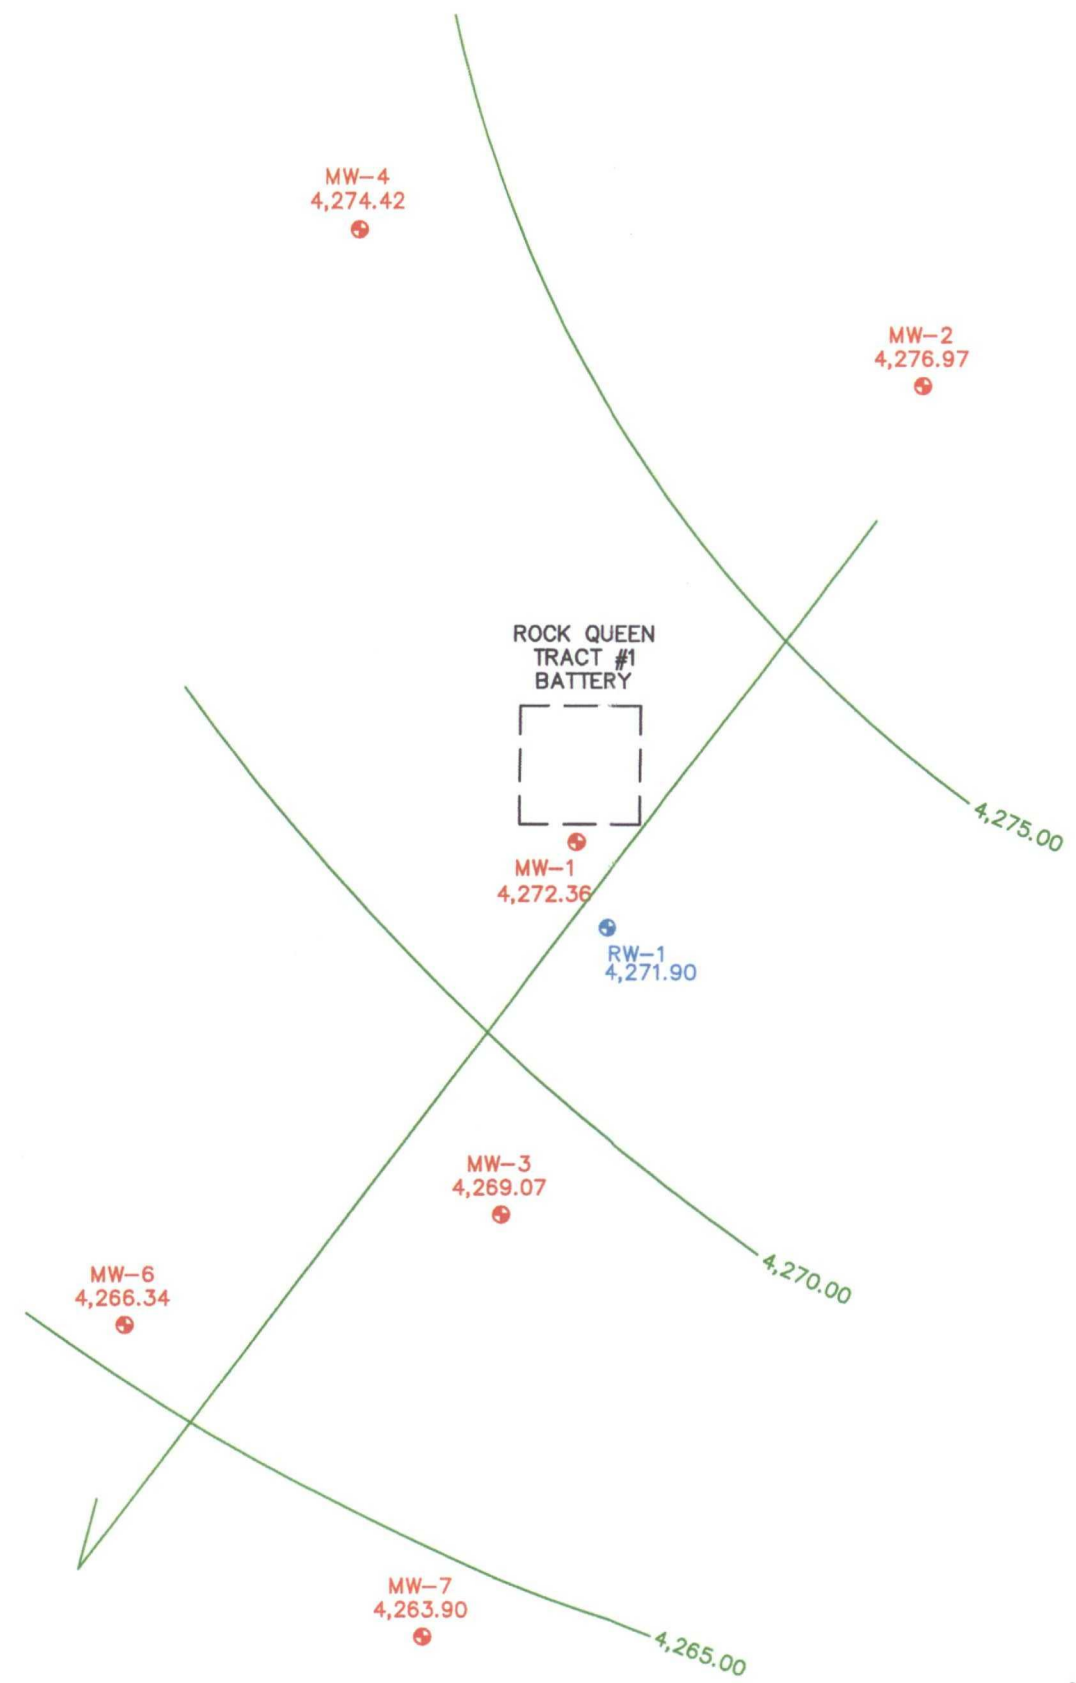 MW-4
4,274.42
MW-2
4,276.97
ROCK QUEEN
TRACT #1
BATTERY
4,275.00
MW-1
4,272.36
RW-1
4,271.90
MW-3
4,269.07
4,270.00
MW-6
4,266.34
MW-7
4,263.90
4,265.00